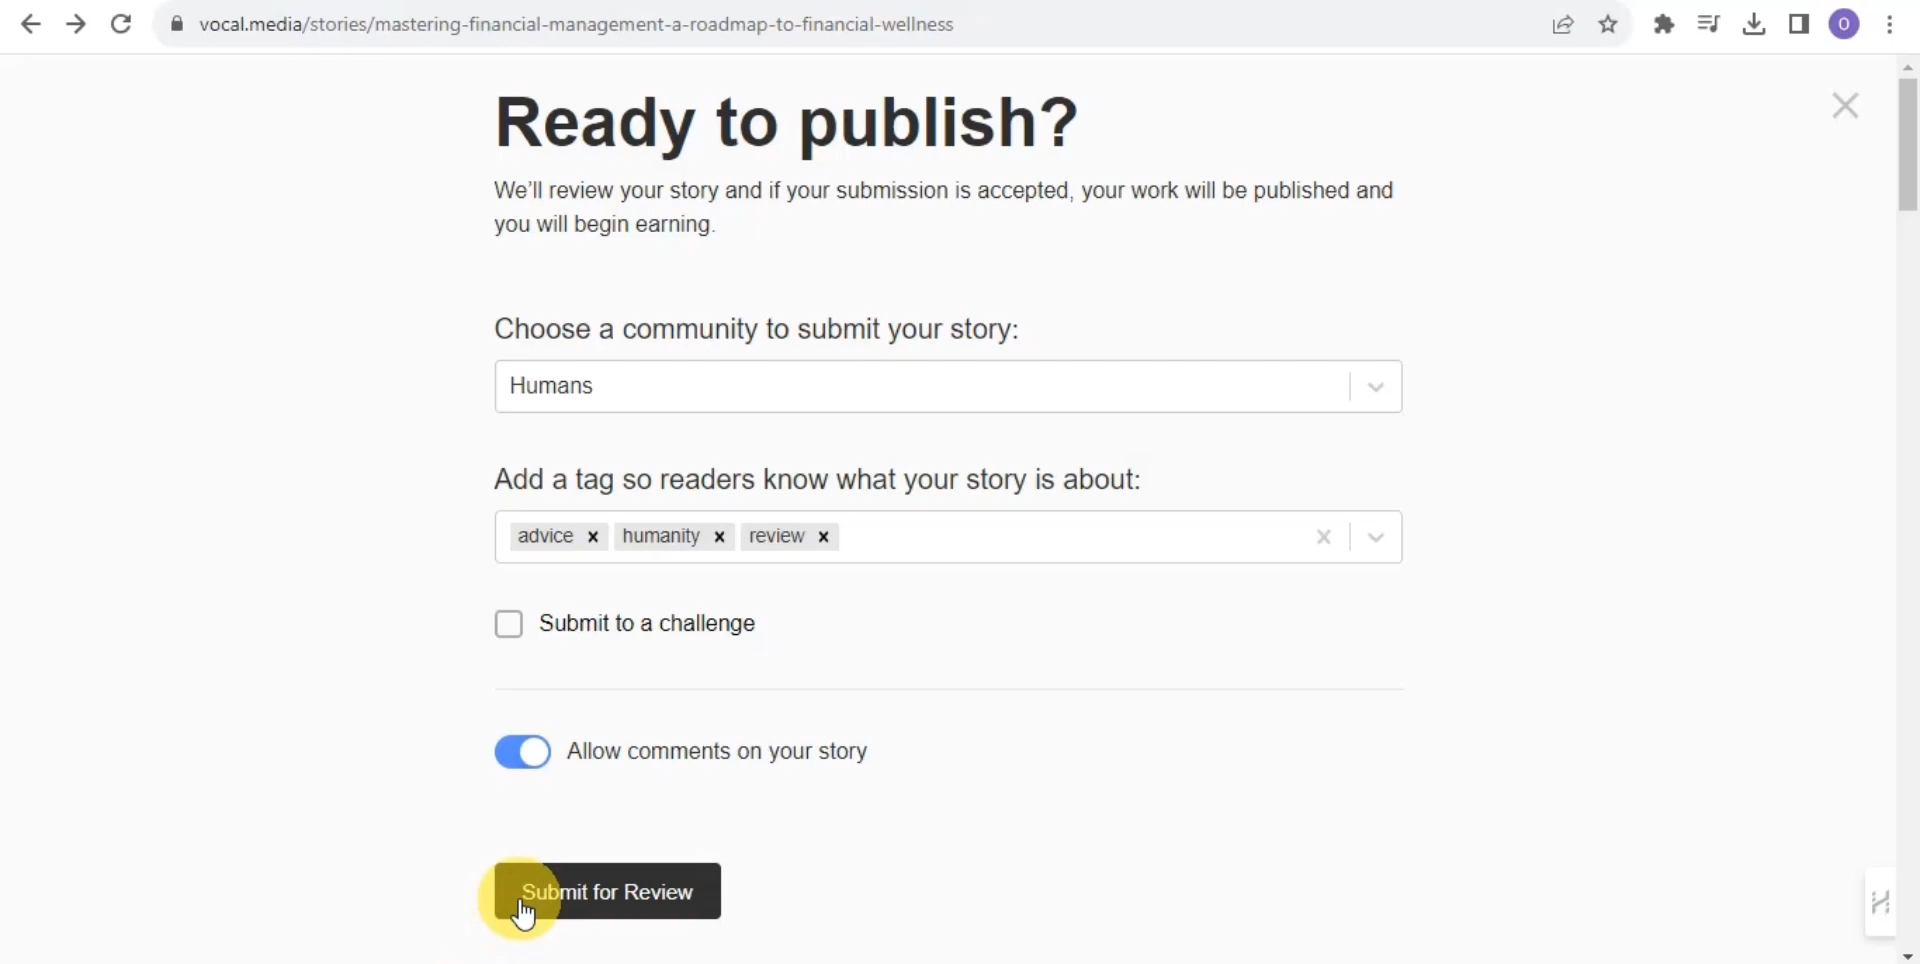 vocal.media/stories/mastering-financial-management-a-roadmap-to-financial-wellness
O
Ready to publish?
We'll review your story and if your submission is accepted, your work will be published and
you will begin earning.
Choose a community to submit your story:
Humans
Add a tag so readers know what your story is about:
advice × humanity × review ×
Submit to a challenge
Allow comments on your story
Submit for Review